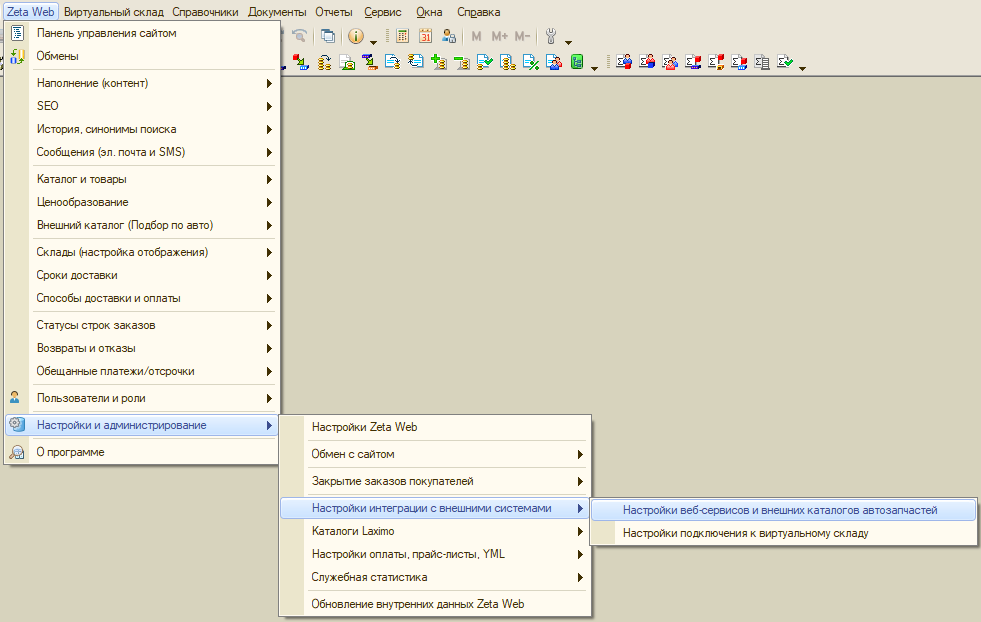 Zeta Web Виртуальный склад Справочники Документы Отчеты Сервис Окна Справка
Панель управления сайтом
Обмены
M M+ M-
31
Наполнение (контент)
SEO
История, синонимы поиска
Сообщения (эл. почта и SMS)
Каталог и товары
Ценообразование
Внешний каталог (Подбор по авто)
Склады (настройка отображения)
Сроки доставки
Способы доставки и оплаты
Статусы строк заказов
Возвраты и отказы
Обещанные платежи/отсрочки
Пользователи и роли
Настройки и администрирование
О программе
Настройки Zeta Web
Обмен с сайтом
Закрытие заказов покупателей
Настройки интеграции с внешними системами
Каталоги Laximo
Настройки оплаты, прайс-листы, YML
Служебная статистика
Обновление внутренних данных Zeta Web
Настройки веб-сервисов и внешних каталогов автозапчастей
Настройки подключения к виртуальному складу